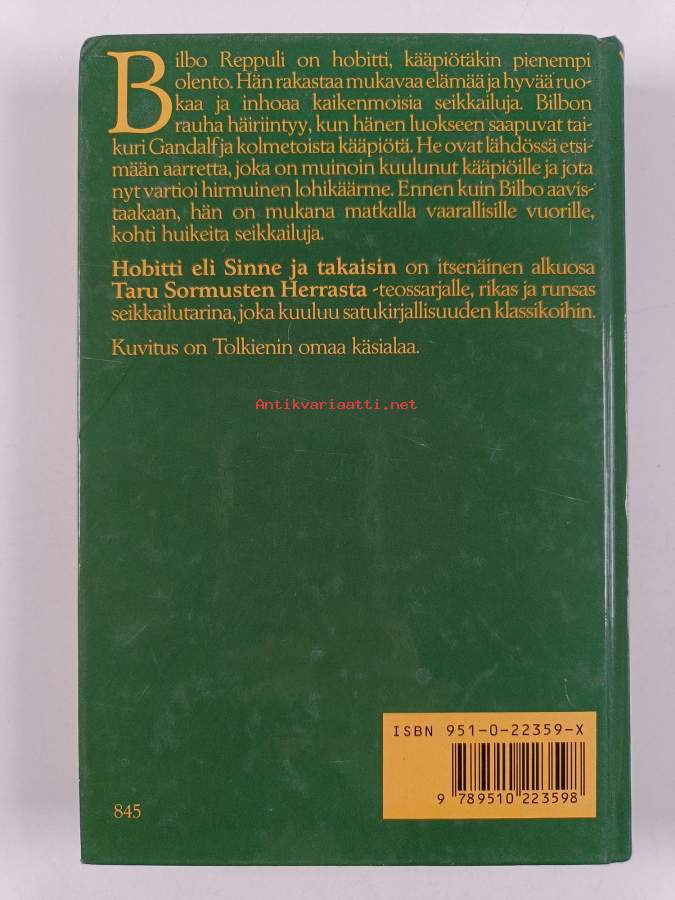 Bilbo Reppuli on hobitti, kääpiötäkin pienempi
olento. Hän rakastaa mukavaa elämää ja hyvää ruo-
kaa ja inhoaa kaikenmoisia seikkailuja. Bilbon
rauha häiriintyy, kun hänen luokseen saapuvat tai-
kuri Gandalf ja kolmetoista kääpiötä. He ovat lähdössä etsi-
mään aarretta, joka on muinoin kuulunut kääpiöille ja jota
nyt vartioi hirmuinen lohikäärme. Ennen kuin Bilbo aavis-
taakaan, hän on mukana matkalla vaarallisille vuorille,
kohti huikeita seikkailuja.
Hobitti eli Sinne ja takaisin on itsenäinen alkuosa
Taru Sormusten Herrasta -teossarjalle, rikas ja runsas
seikkailutarina, joka kuuluu satukirjallisuuden klassikoihin.
Kuvitus on Tolkienin omaa käsialaa.
Antikvariaatti.net
ISBN 951-0-22359-X
9 789510 223598
845